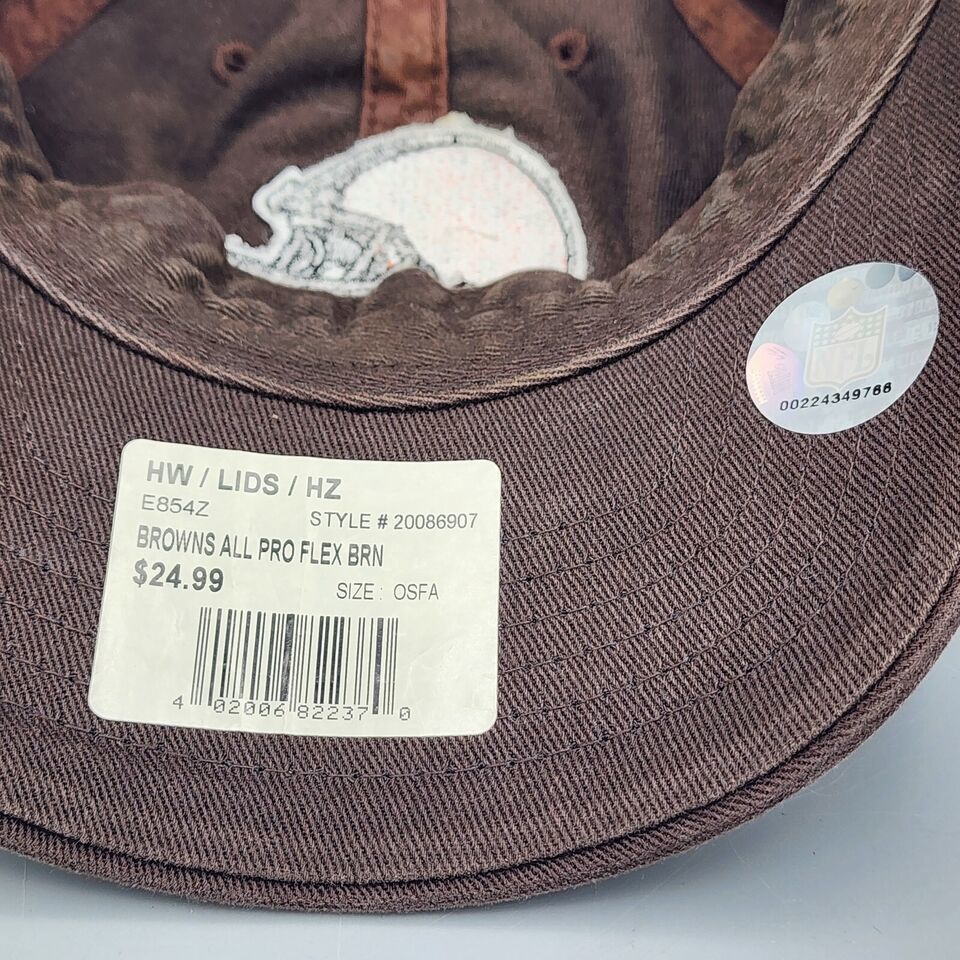 NFL
00224349766
HW / LIDS / HZ
E854Z
STYLE # 20086907
BROWNS ALL PRO FLEX BRN
$24.99 SIZE : OSFA
4 02006 82237 0